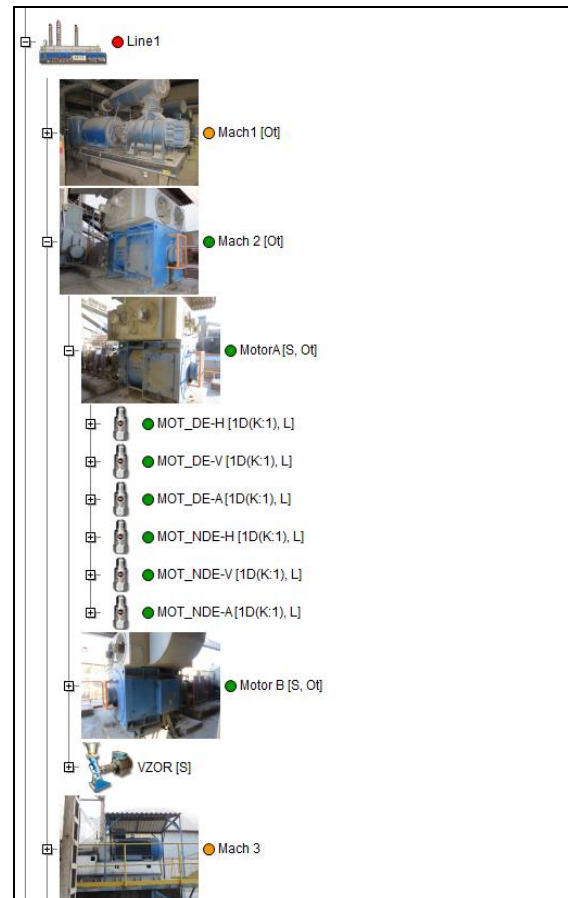 Line1
Mach1 [Ot]
Mach 2 [Ot]
MotorA[S, Ot]
MOT_DE-H [1D(K:1), L]
MOT_DE-V [1D(K:1), L]
MOT_DE-A[1D(K:1), L]
MOT_NDE-H [1D(K:1), L]
MOT_NDE-V [1D(K:1), L]
MOT_NDE-A[1D(K:1), L]
Motor B [S, Ot]
VZOR [S]
Mach 3